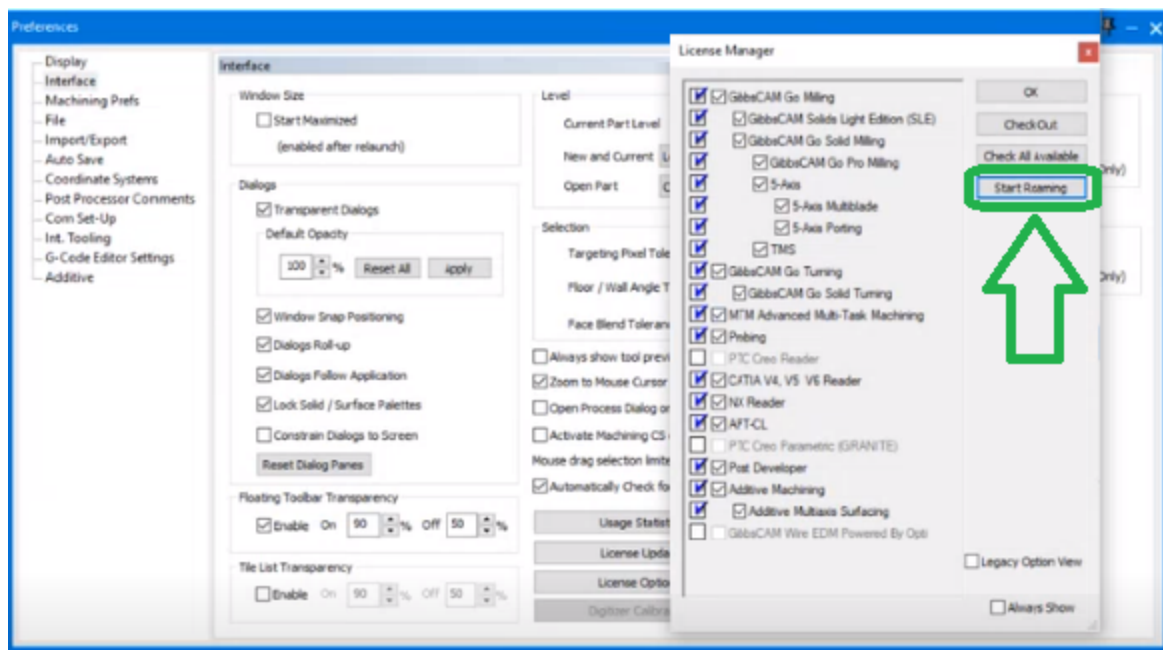 Preferences
Display
Interface
Machining Prefs
File
Import/Export
Auto Save
Coordinate Systems
Post Processor Comments
Com Set-Up
Int. Tooling
G-Code Editor Settings
Additive
Interface
Window Size
Start Maximized
(enabled after relaunch)
Dialogs
Transparent Dialogs
Default Opacity
100 % Reset All Apply
Window Snap Positioning
Dialogs Roll-up
Dialogs Follow Application
Lock Solid / Surface Palettes
Constrain Dialogs to Screen
Reset Dialog Panes
Floating Toolbar Transparency
Enable On 90 % Off 50 %
Tile List Transparency
Enable On 90 % Off 50 %
Level
Current Part Level
New and Current
Open Part
Selection
Targeting Pixel Tole
Floor / Wall Angle T
Face Blend Toleran
Always show tool previ
Zoom to Mouse Cursor
Open Process Dialog or
Activate Machining CS
Mouse drag selection limite
Automatically Check fo
Usage Statist
License Upda
License Optio
Digitizer Calibra
Only)
Only)
License Manager
GibbsCAM Go Milling
GibbsCAM Solids Light Edition (SLE)
GibbsCAM Go Solid Milling
GibbsCAM Go Pro Milling
5-Axis
5-Axis Multiblade
5-Axis Porting
TMS
GibbsCAM Go Turning
GibbsCAM Go Solid Turning
MTM Advanced Multi-Task Machining
Probing
PTC Creo Reader
CATIA V4, V5 V6 Reader
NX Reader
APT-CL
PTC Creo Parametric (GRANITE)
Post Developer
Additive Machining
Additive Multiaxis Surfacing
GibbsCAM Wire EDM Powered By Opti
OK
Check Out
Check All Available
Start Roaming
Legacy Option View
Always Show